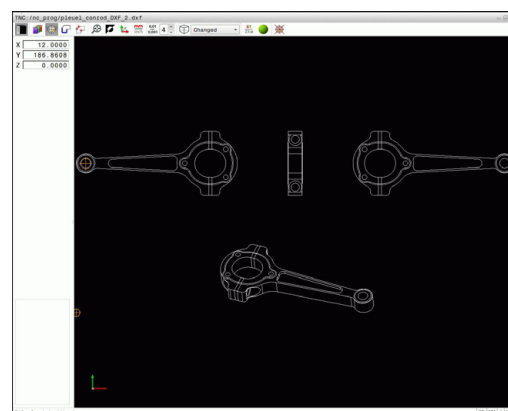 TNC:/nc_prog/pleuel_conrod_DXF_2.dxf
4 Changed
X 12.0000
Y 186.8608
Z 0.0000